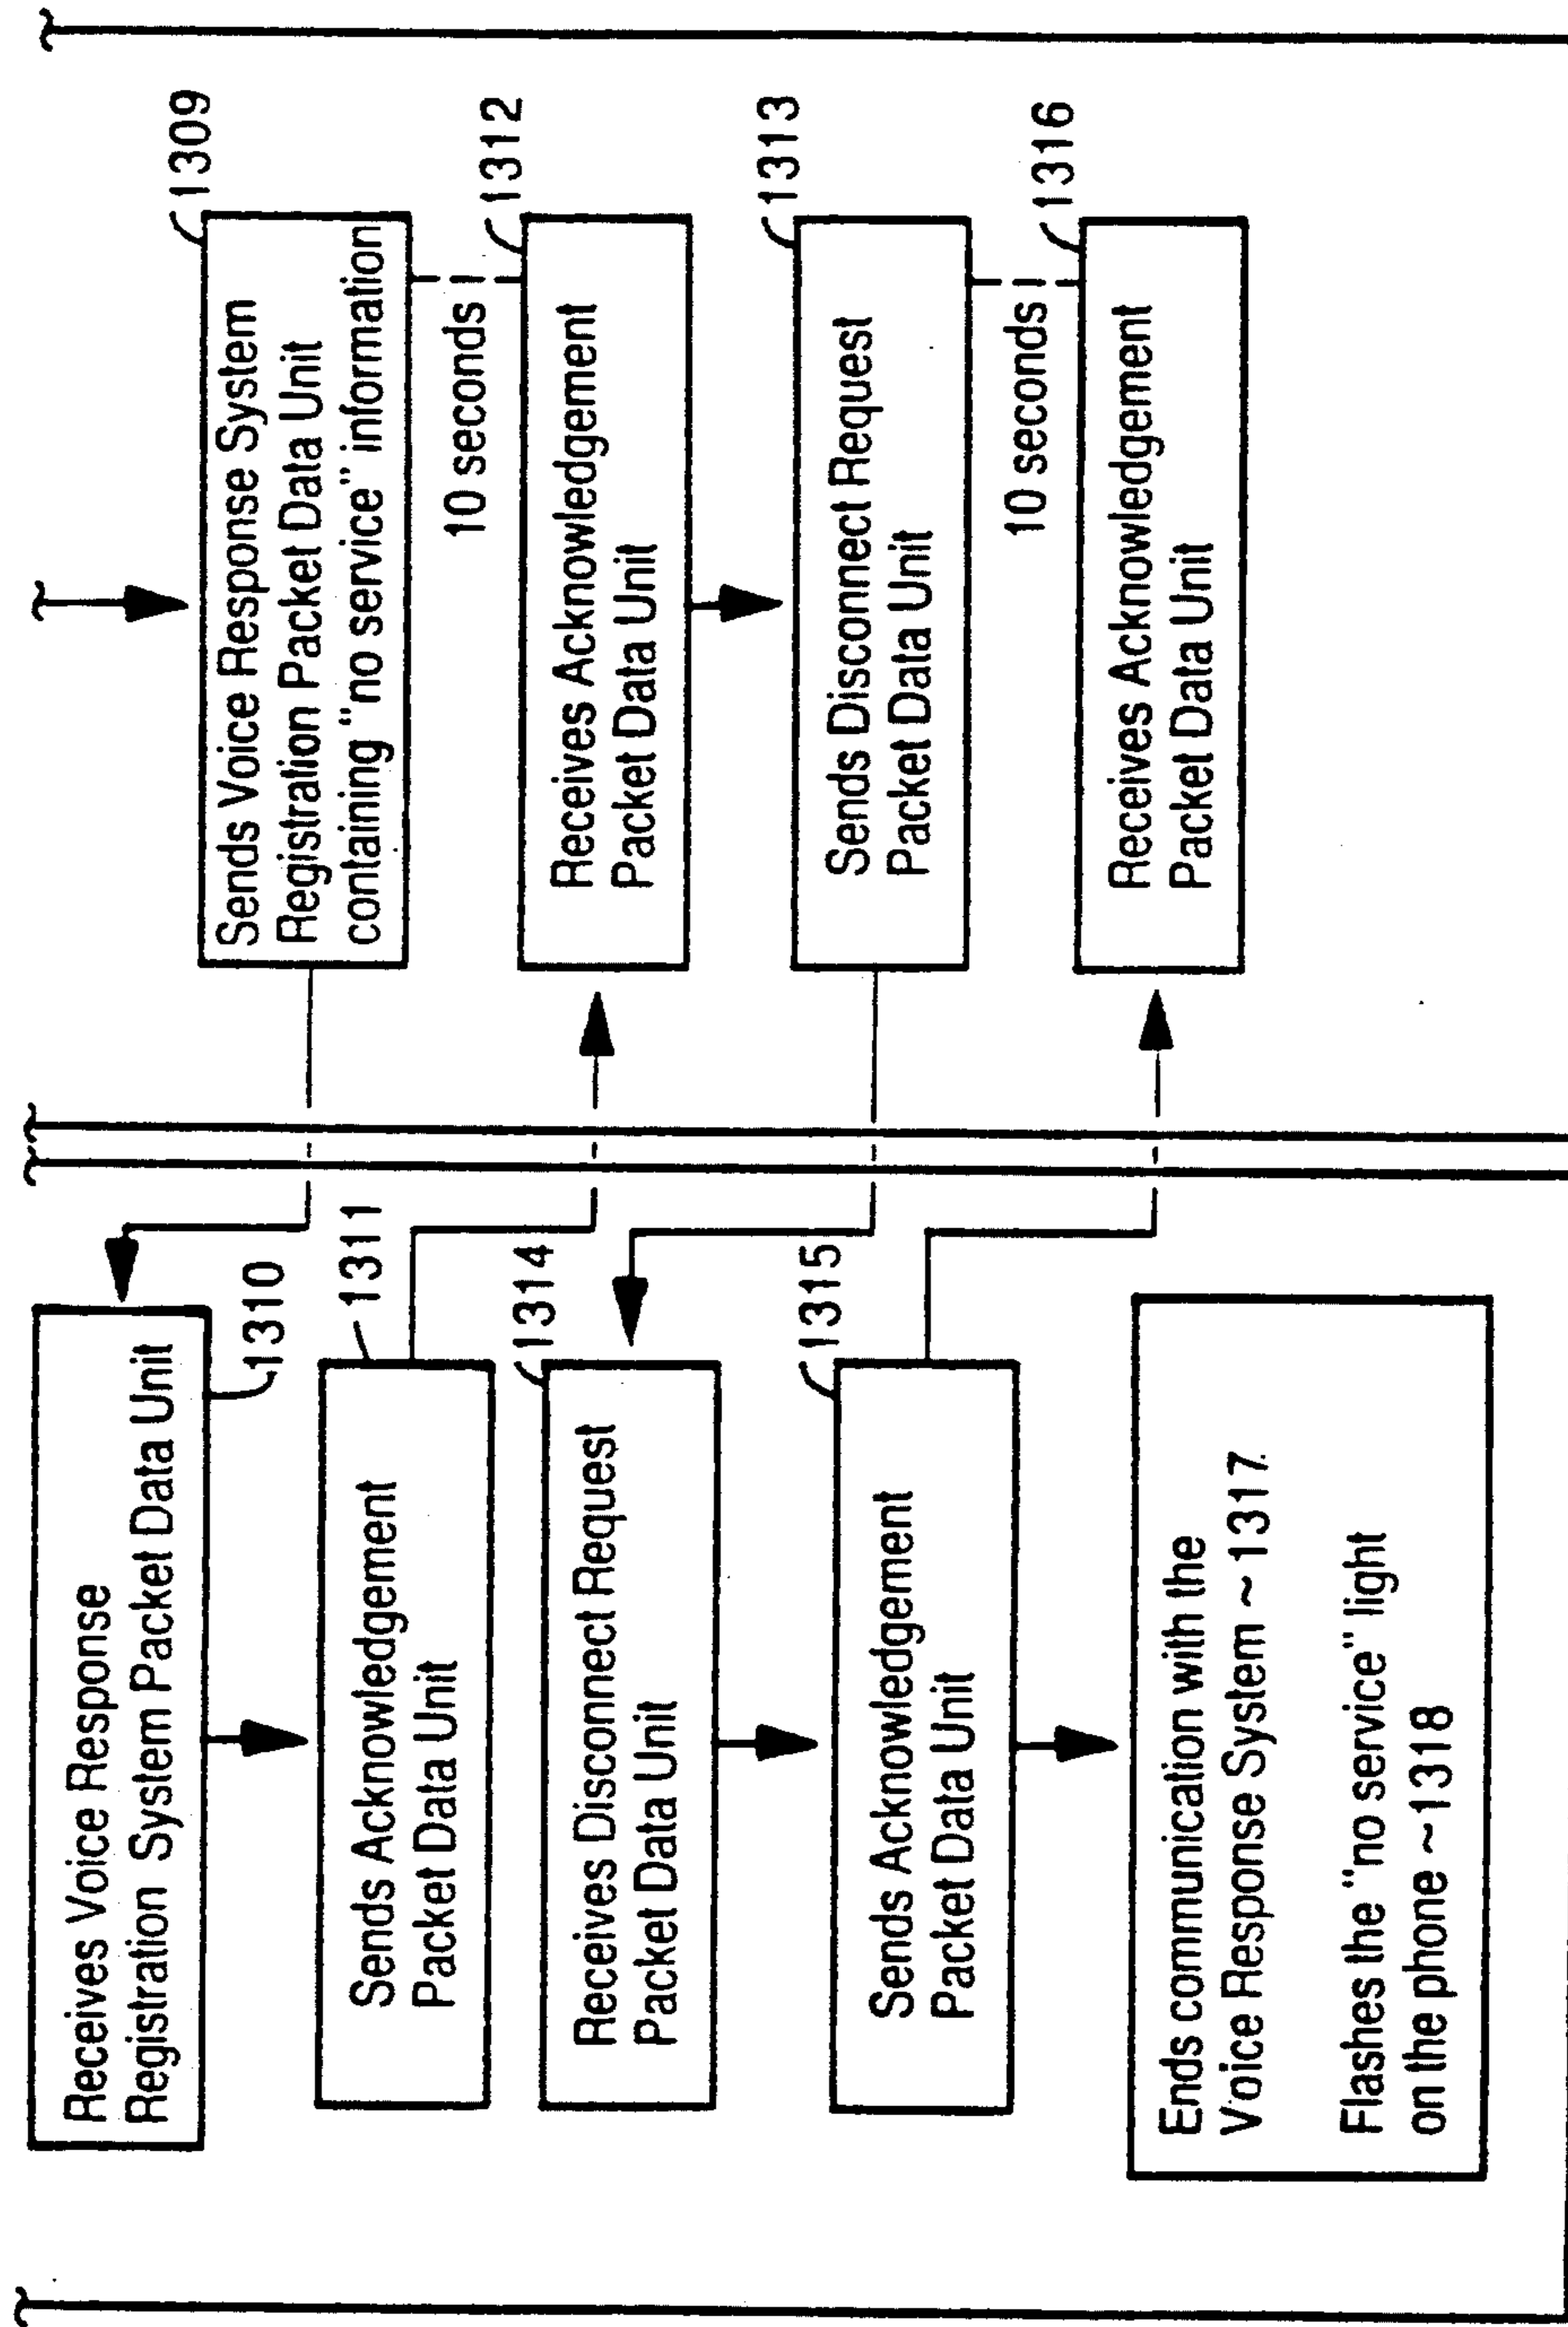 Receives Voice Response
Registration System Packet Data Unit
1310
1311
Sends Acknowledgement
Packet Data Unit
1314
Receives Disconnect Request
Packet Data Unit
1315
Sends Acknowledgement
Packet Data Unit
Ends communication with the
Voice Response System ~ 1317
Flashes the "no service" light
on the phone ~1318
1309
Sends Voice Response System
Registration Packet Data Unit
containing "no service" information
10 seconds
1312
Receives Acknowledgement
Packet Data Unit
1313
Sends Disconnect Request
Packet Data Unit
10 seconds
1316
Receives Acknowledgement
Packet Data Unit